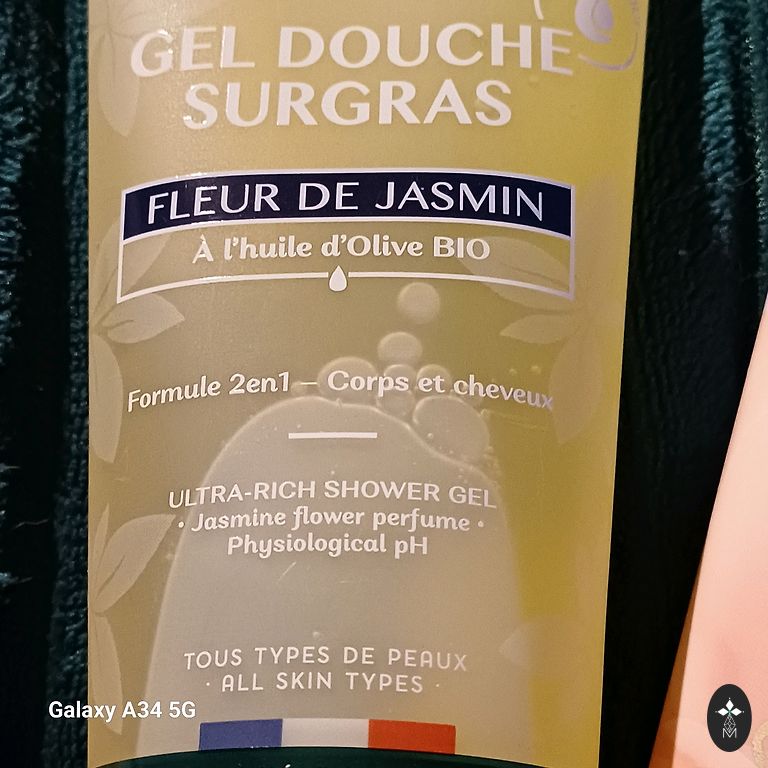 GEL DOUCHE
SURGRAS
FLEUR DE JASMIN
À l'huile d'Olive BIO
Formule 2en1 – Corps et cheveux
ULTRA-RICH SHOWER GEL
• Jasmine flower perfume •
Physiological pH
TOUS TYPES DE PEAUX
· ALL SKIN TYPES ·
Galaxy A34 5G
M